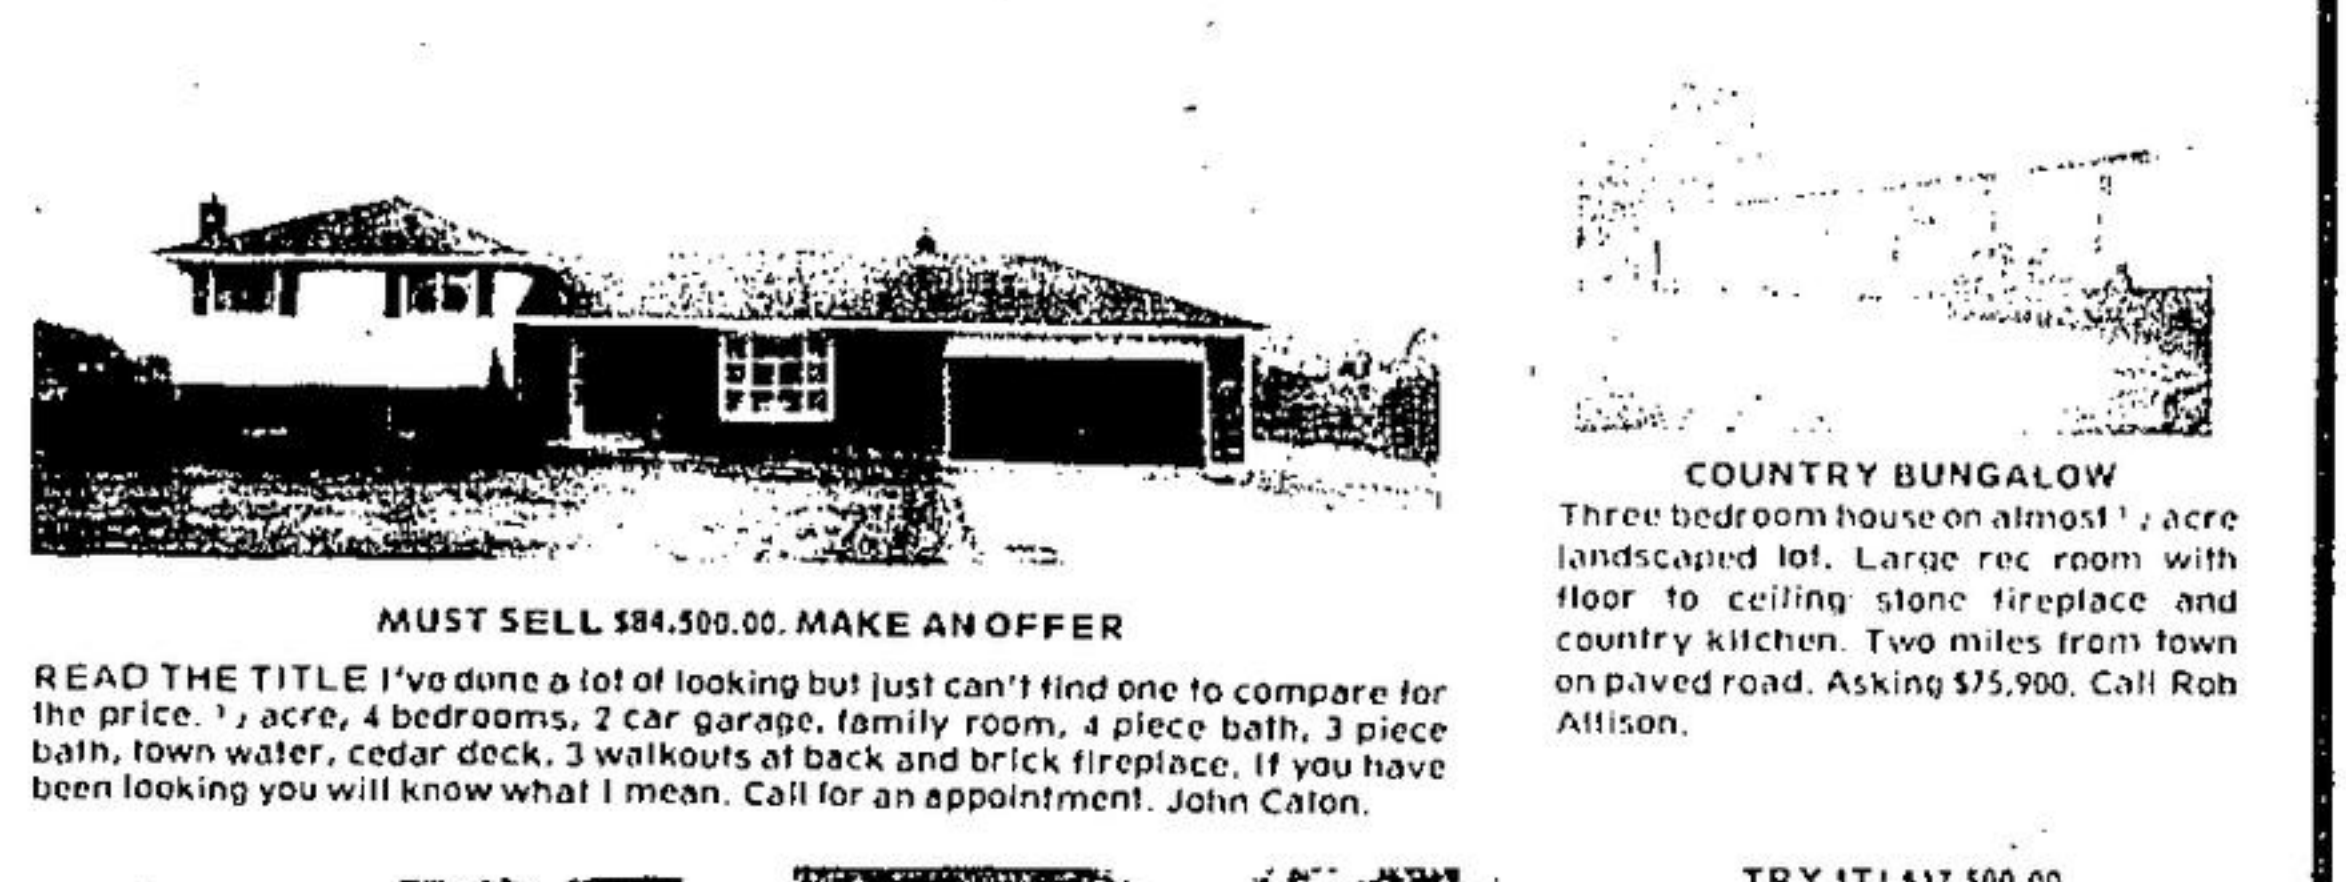 MUST SELL $84,500.00. MAKE AN OFFER
READ THE TITLE I've done a lot of looking but just can't find one to compare for
the price. ½ acre, 4 bedrooms, 2 car garage, family room, 4 piece bath, 3 piece
bath, town water, cedar deck, 3 walkouts at back and brick fireplace. If you have
been looking you will know what I mean. Call for an appointment. John Caton.
COUNTRY BUNGALOW
Three bedroom house on almost ½ acre
landscaped lot. Large rec room with
floor to ceiling stone fireplace and
country kitchen. Two miles from town
on paved road. Asking $75,900. Call Rob
Allison.
TRY IT!